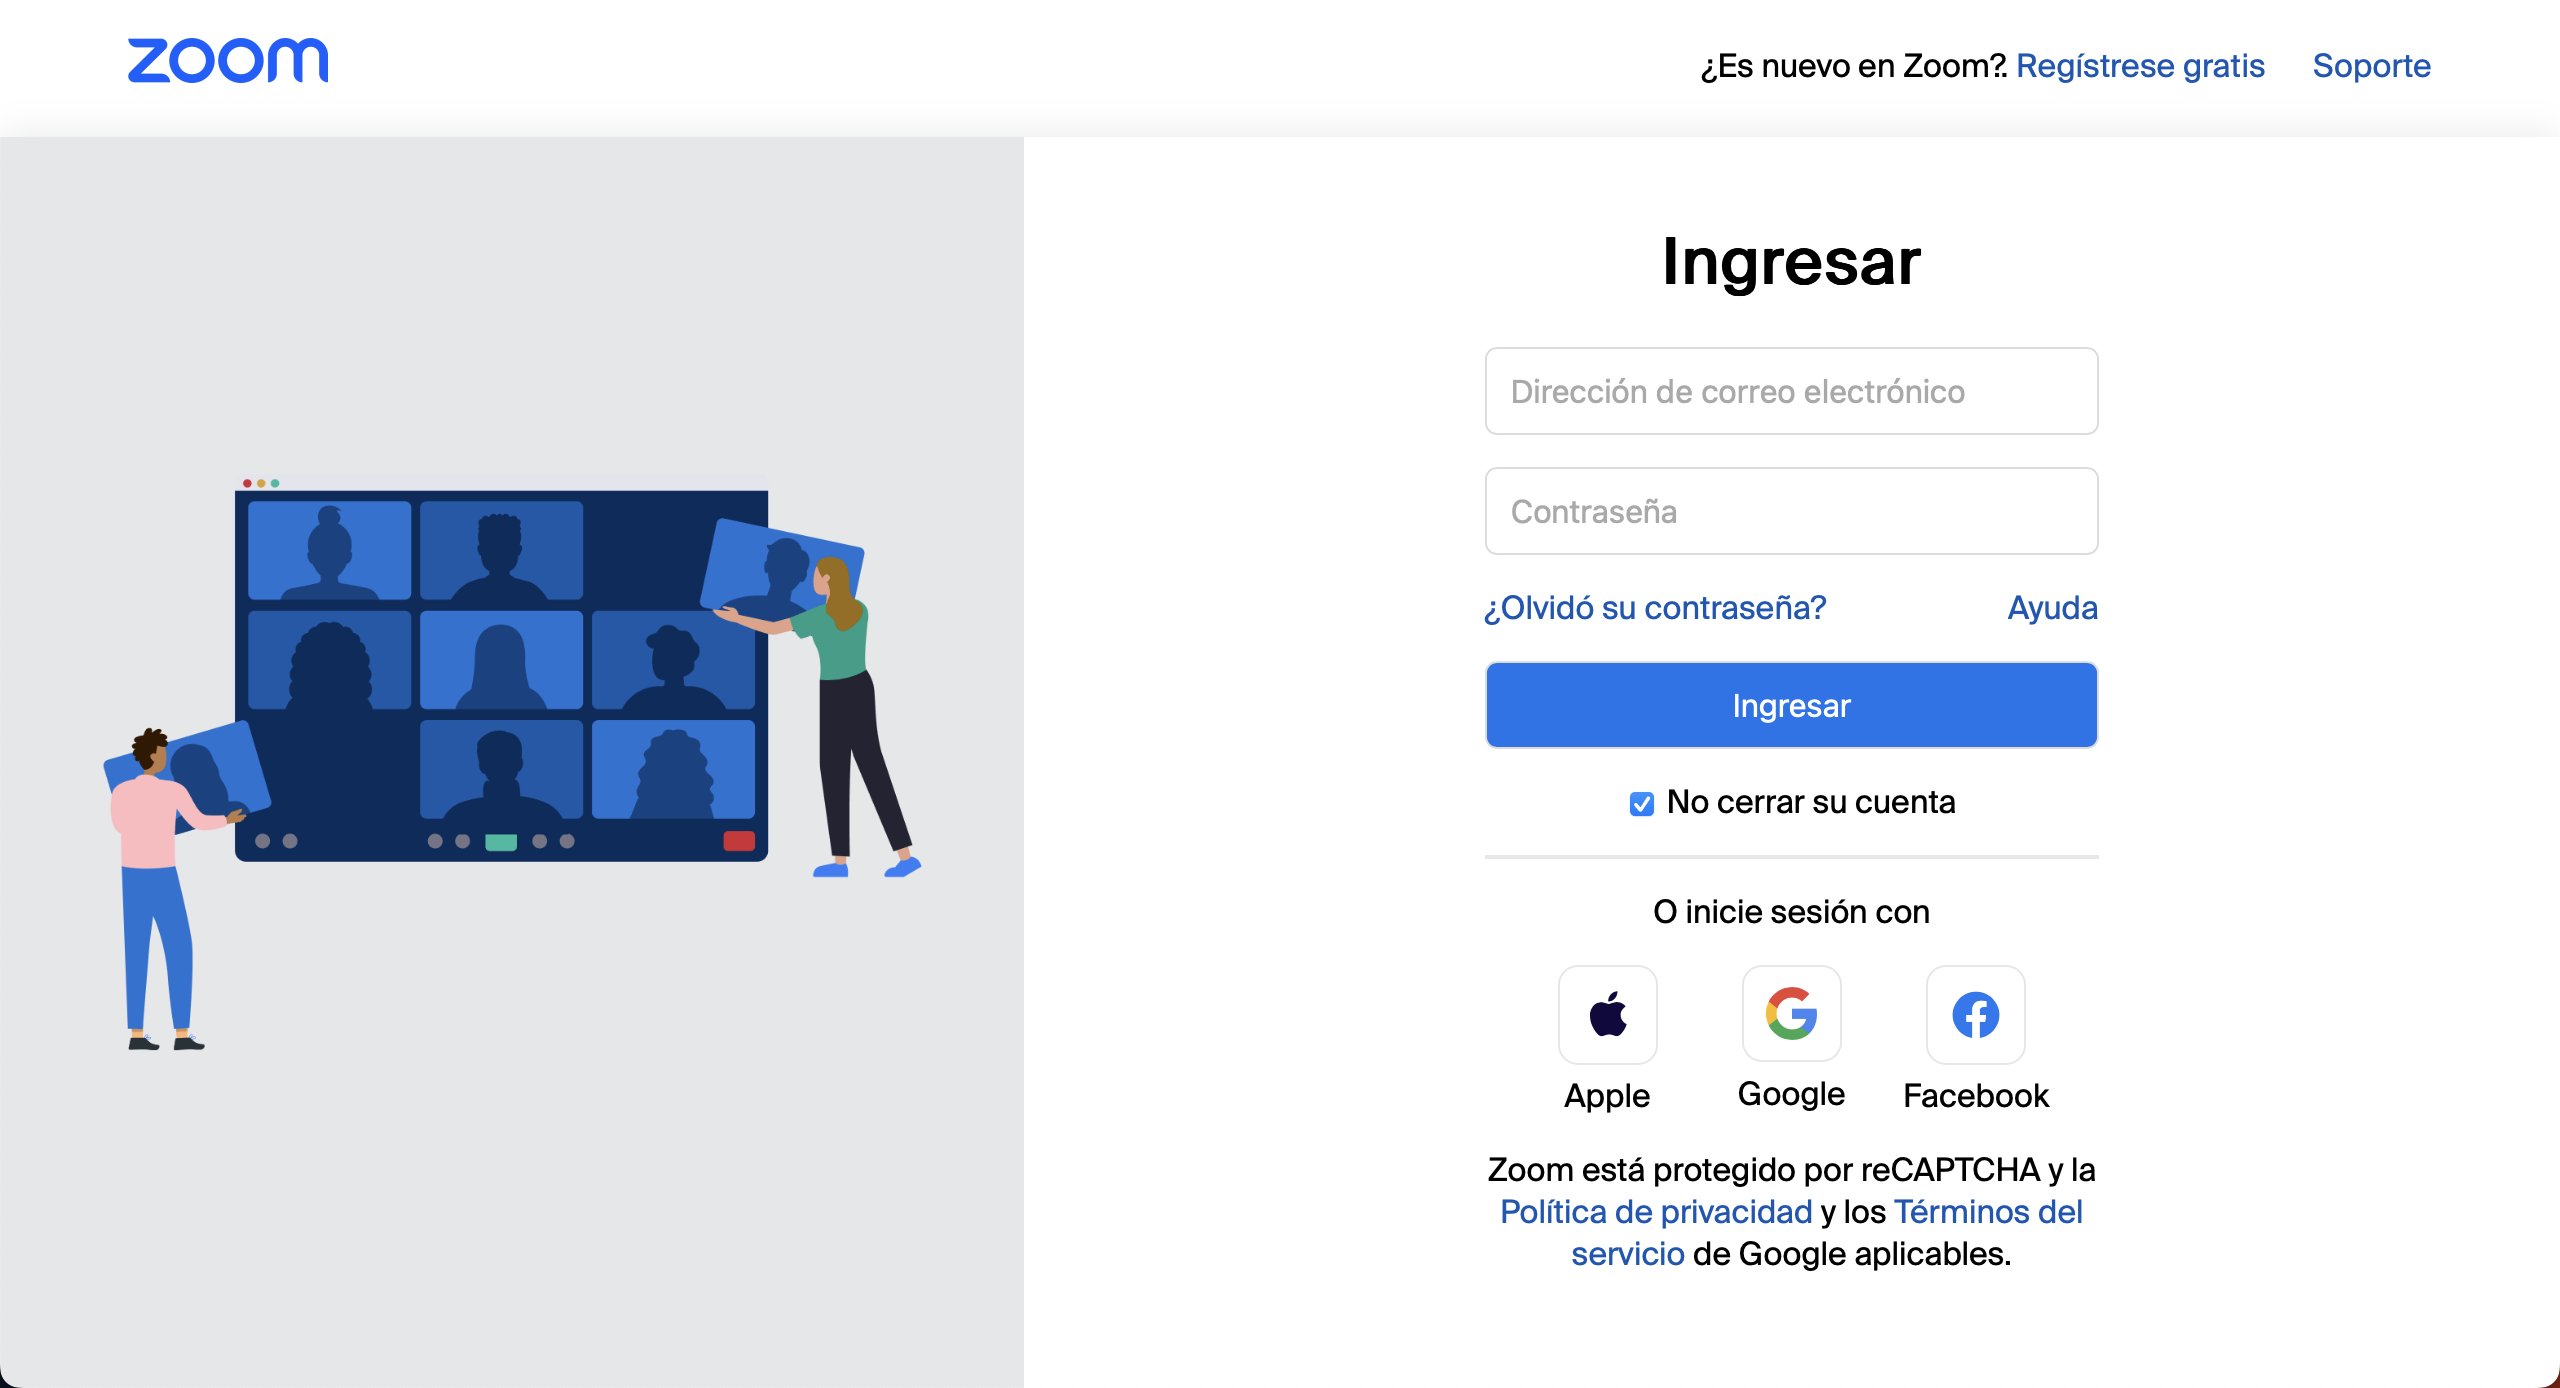 zoom
¿Es nuevo en Zoom? Regístrese gratis Soporte
Ingresar
Dirección de correo electrónico
Contraseña
¿Olvidó su contraseña? Ayuda
Ingresar
No cerrar su cuenta
O inicie sesión con
Apple Google Facebook
Zoom está protegido por reCAPTCHA y la
Política de privacidad y los Términos del
servicio de Google aplicables.